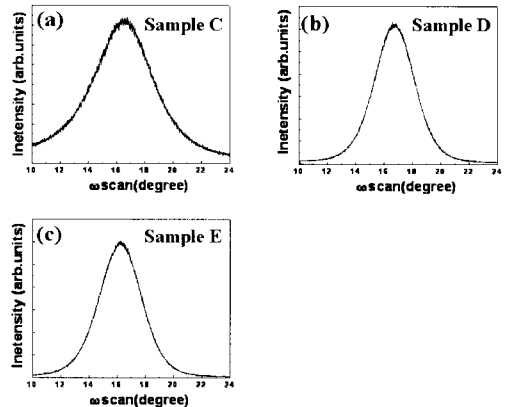 (a) Sample C
Inetensity (arb.units)
10 12 14 16 18 20 22 24
ωscan(degree)
(b) Sample D
Inetensity (arb.units)
10 12 14 16 18 20 22 24
ωscan(degree)
(c) Sample E
Inetensity (arb.units)
10 12 14 16 18 20 22 24
ωscan(degree)